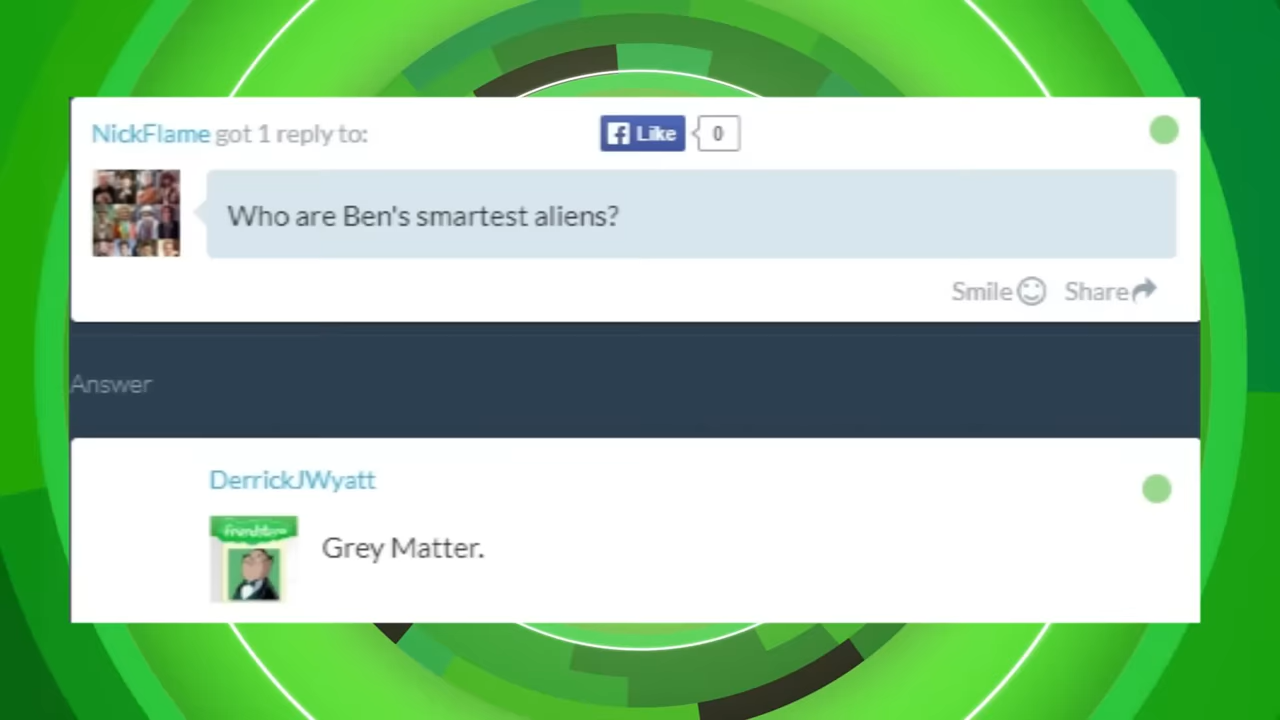 NickFlame got 1 reply to:
Like 0
Who are Ben's smartest aliens?
Smile Share
Answer
DerrickJWyatt
Grey Matter.